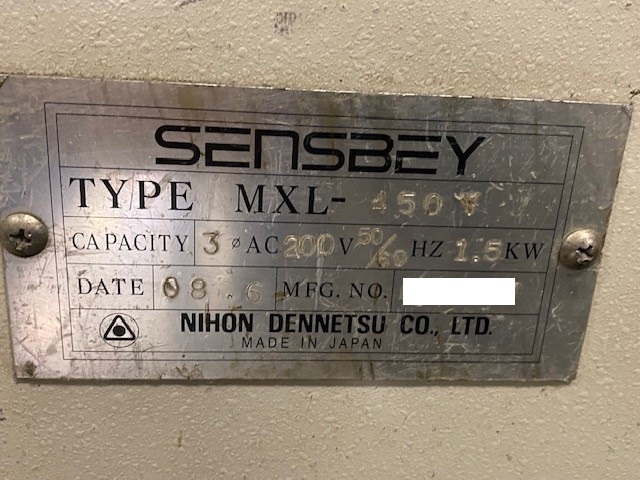 SENSBEY
TYPE MXL-450
CAPACITY 3 ø AC 200 V 50/60 HZ 1.5 KW
DATE 08.6 MFG. NO.
NIHON DENNETSU CO., LTD.
MADE IN JAPAN